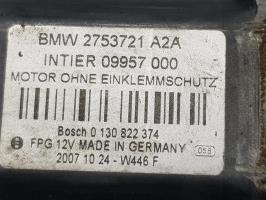 BMW 2753721 A2A
INTIER 09957 000
MOTOR OHNE EINKLEMMSCHUTZ
Bosch 0 130 822 374
FPG 12V MADE IN GERMANY
2007 10 24 - W446 F